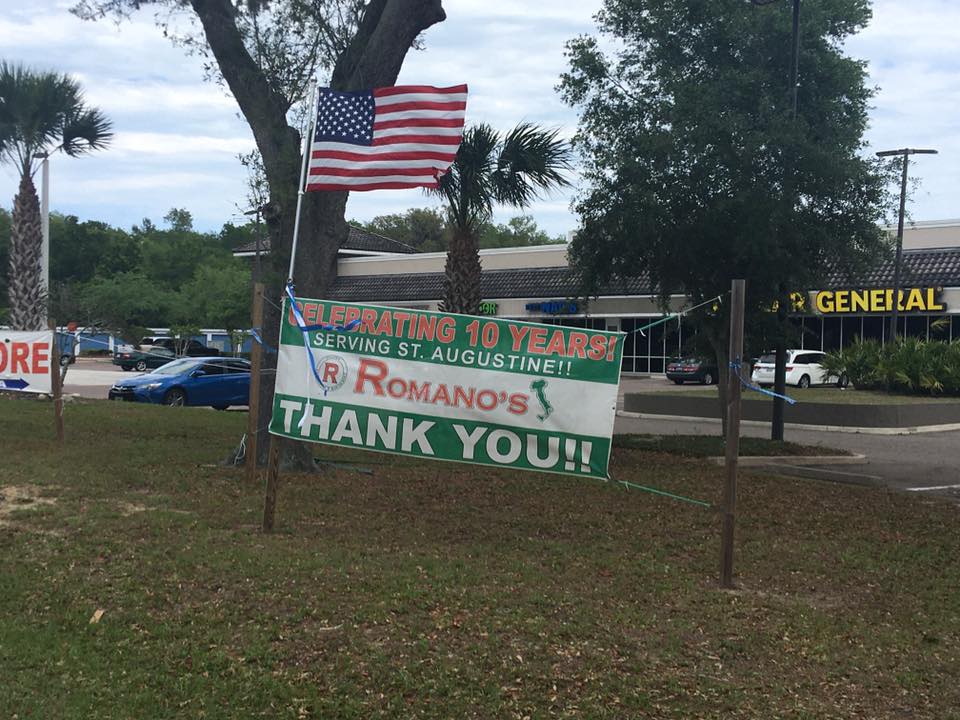 CELEBRATING 10 YEARS!
SERVING ST. AUGUSTINE!!
R ROMANO'S
THANK YOU!!
ORE
GENERAL